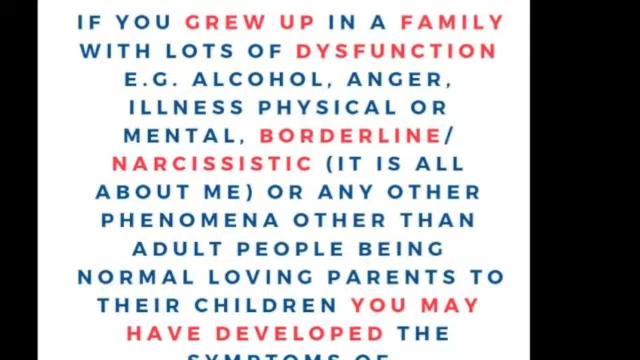 IF YOU GREW UP IN A FAMILY
WITH LOTS OF DYSFUNCTION
E.G. ALCOHOL, ANGER,
ILLNESS PHYSICAL OR
MENTAL, BORDERLINE/
NARCISSISTIC (IT IS ALL
ABOUT ME) OR ANY OTHER
PHENOMENA OTHER THAN
ADULT PEOPLE BEING
NORMAL LOVING PARENTS TO
THEIR CHILDREN YOU MAY
HAVE DEVELOPED THE
SYMPTOMS OF